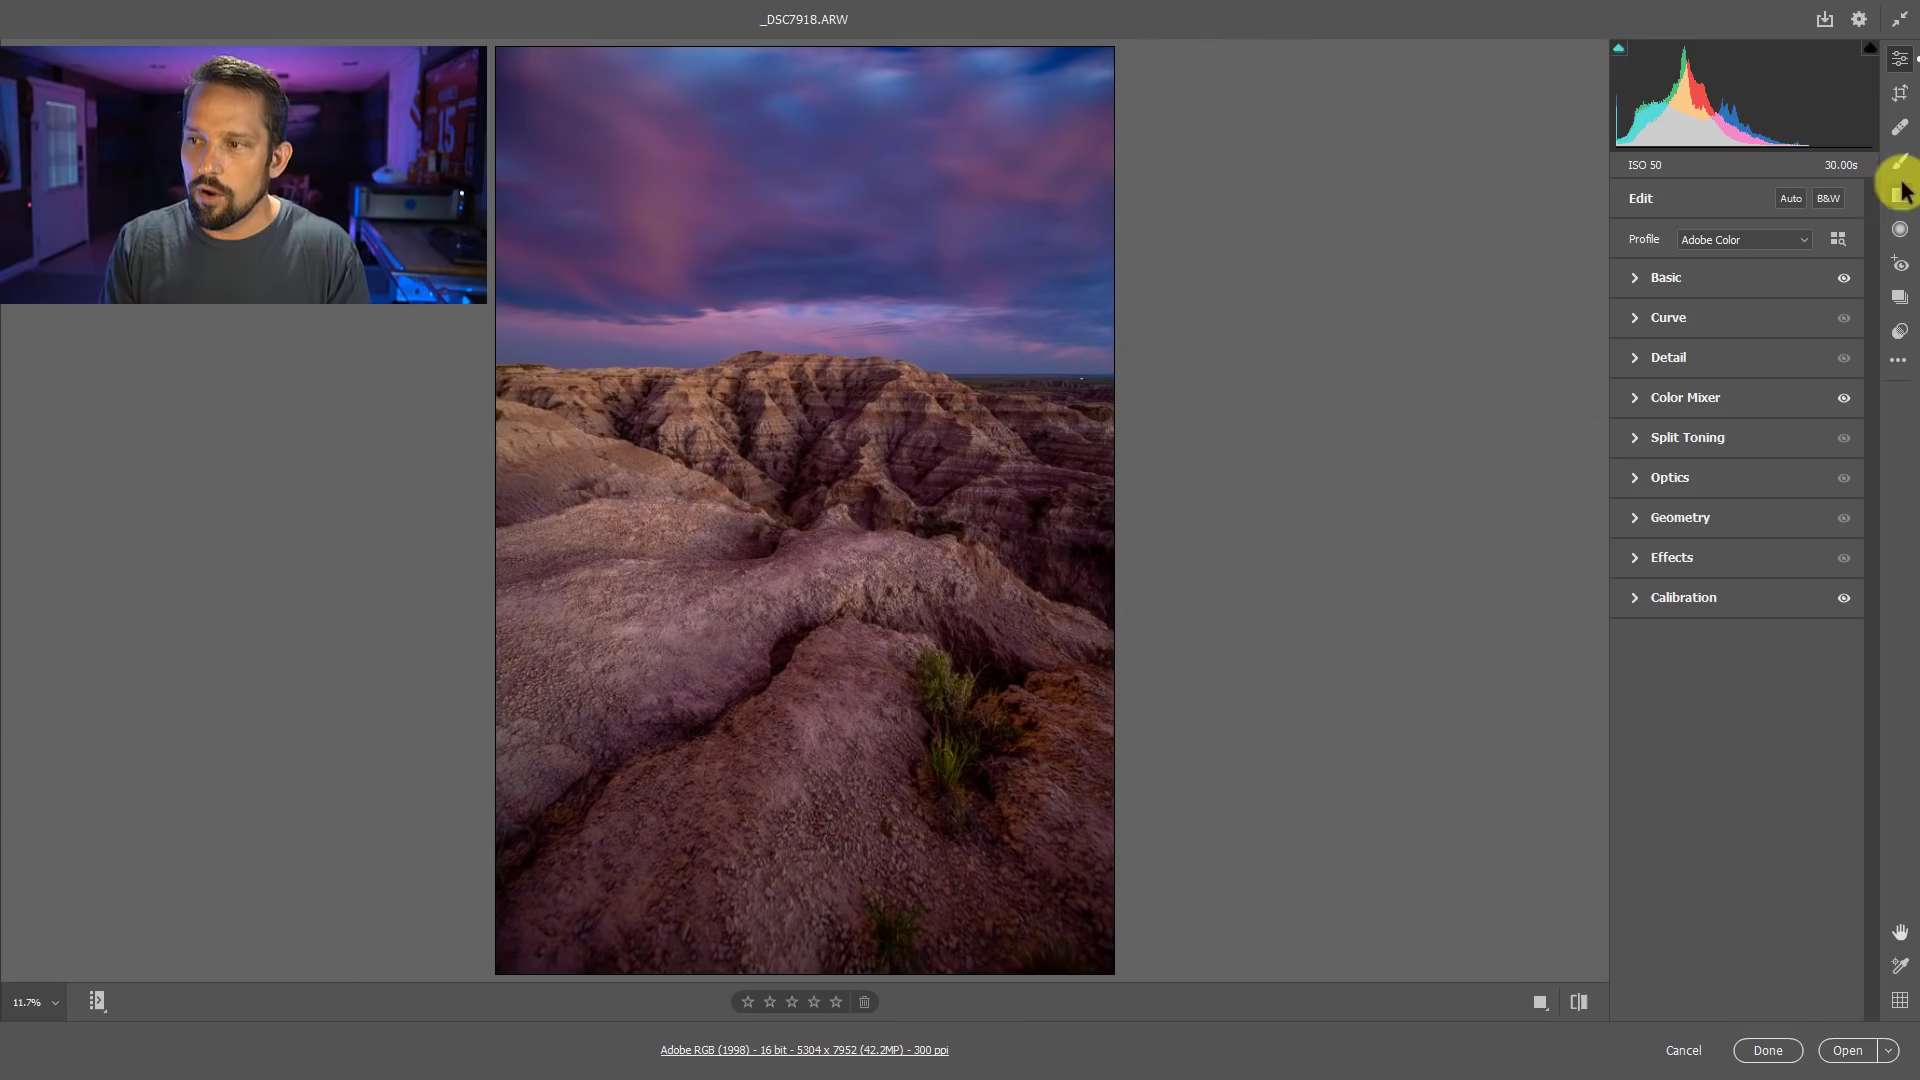 _DSC7918.ARW
ISO 50 30.00s
Edit Auto B&W
Profile Adobe Color
Basic
Curve
Detail
Color Mixer
Split Toning
Optics
Geometry
Effects
Calibration
15
11.7%
Adobe RGB (1998) - 16 bit - 5304 x 7952 (42.2MP) - 300 ppi
Cancel Done Open